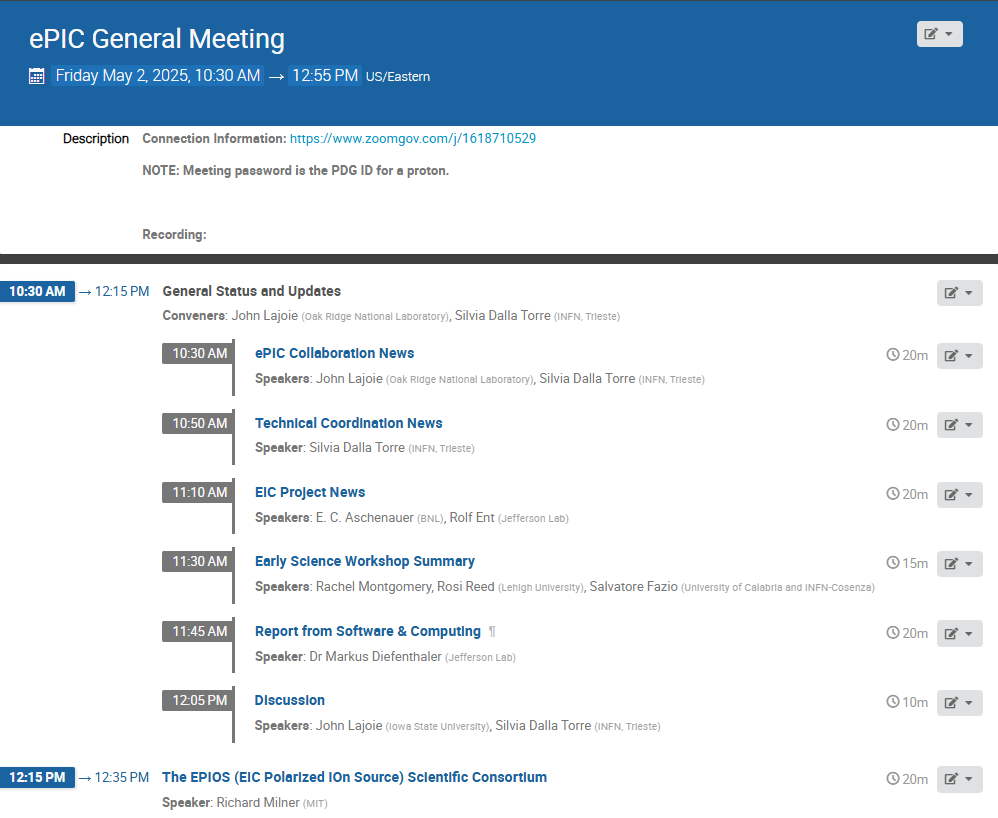 ePIC General Meeting
Friday May 2, 2025, 10:30 AM → 12:55 PM US/Eastern
Description Connection Information: https://www.zoomgov.com/j/1618710529
NOTE: Meeting password is the PDG ID for a proton.
Recording:
10:30 AM → 12:15 PM General Status and Updates
Conveners: John Lajoie (Oak Ridge National Laboratory), Silvia Dalla Torre (INFN, Trieste)
10:30 AM ePIC Collaboration News 20m
Speakers: John Lajoie (Oak Ridge National Laboratory), Silvia Dalla Torre (INFN, Trieste)
10:50 AM Technical Coordination News 20m
Speaker: Silvia Dalla Torre (INFN, Trieste)
11:10 AM EIC Project News 20m
Speakers: E. C. Aschenauer (BNL), Rolf Ent (Jefferson Lab)
11:30 AM Early Science Workshop Summary 15m
Speakers: Rachel Montgomery, Rosi Reed (Lehigh University), Salvatore Fazio (University of Calabria and INFN-Cosenza)
11:45 AM Report from Software & Computing ¶ 20m
Speaker: Dr Markus Diefenthaler (Jefferson Lab)
12:05 PM Discussion 10m
Speakers: John Lajoie (Iowa State University), Silvia Dalla Torre (INFN, Trieste)
12:15 PM → 12:35 PM The EPIOS (EIC Polarized IOn Source) Scientific Consortium 20m
Speaker: Richard Milner (MIT)